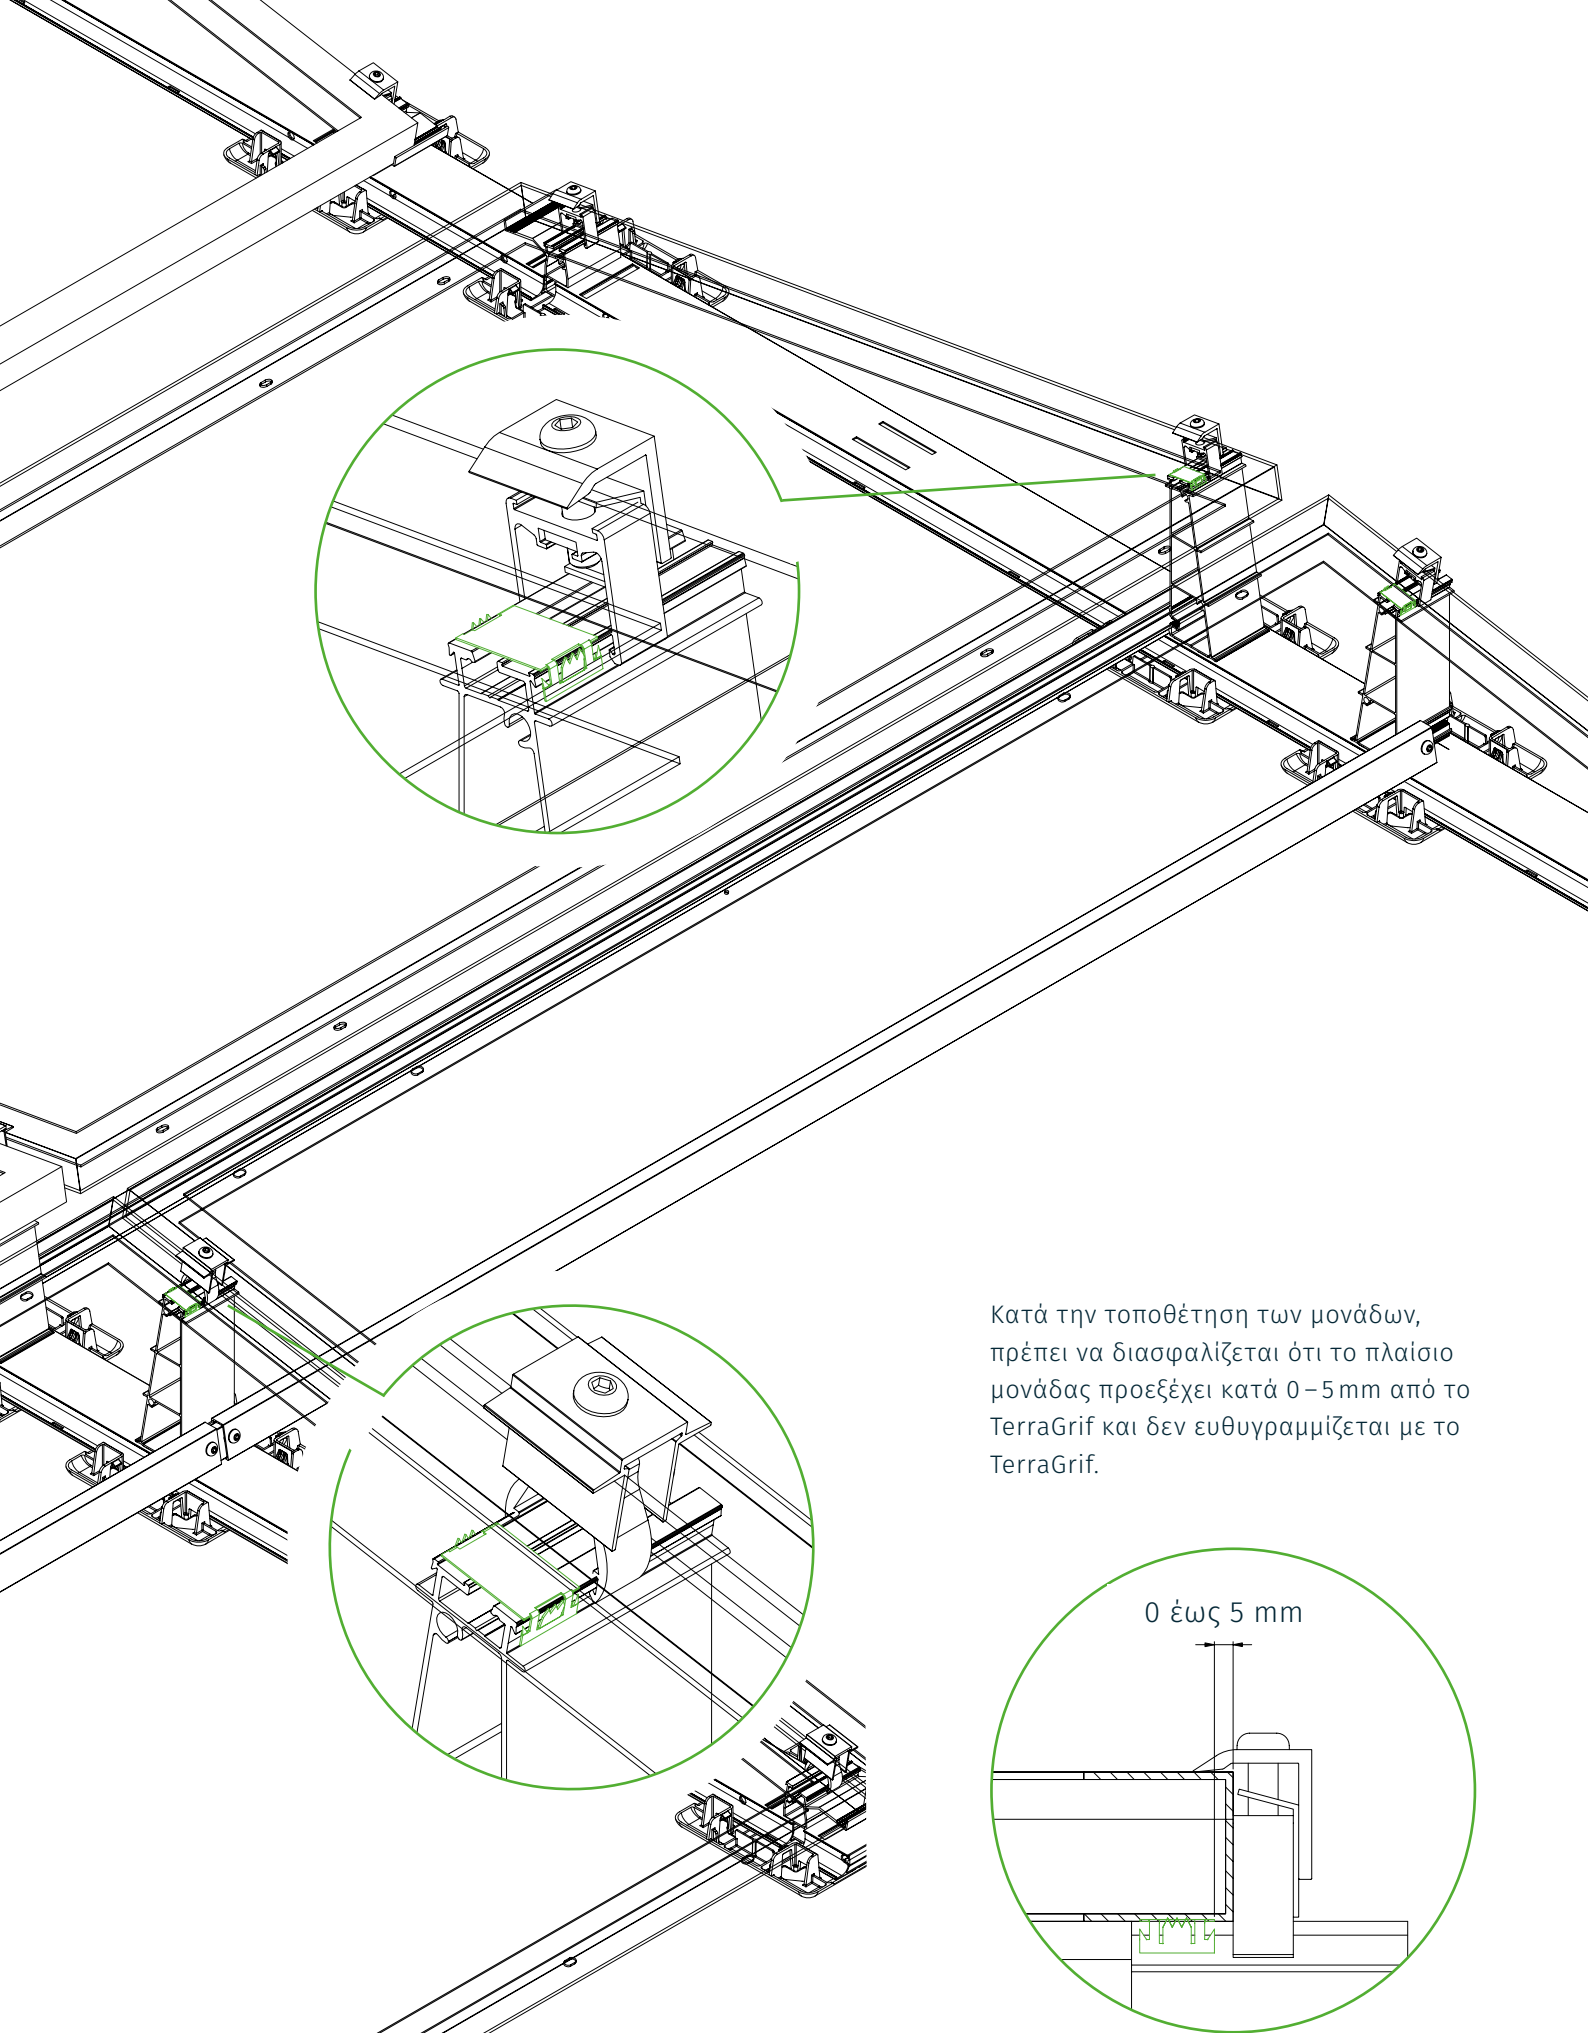 Κατά την τοποθέτηση των μονάδων,
πρέπει να διασφαλίζεται ότι το πλαίσιο
μονάδας προεξέχει κατά 0 – 5 mm από το
TerraGrif και δεν ευθυγραμμίζεται με το
TerraGrif.
0 έως 5 mm